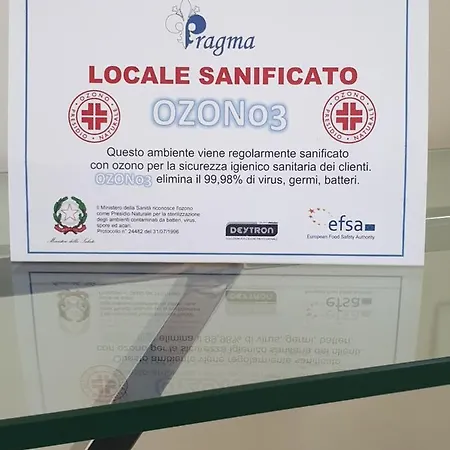 Pragma
LOCALE SANIFICATO
OZONO3
Questo ambiente viene regolarmente sanificato
con ozono per la sicurezza igienico sanitaria dei clienti.
OZONO3 elimina il 99,98% di virus, germi, batteri.
OZONO
PRESIDIO NATURALE
OZONO
PRESIDIO NATURALE
Il Ministero della Sanità riconosce l'ozono
come Presidio Naturale per la sterilizzazione
degli ambienti contaminati da batteri, virus,
spore ed acari.
Protocollo n° 24482 del 31/07/1996
Ministero della Salute
DEXTRON
efsa
European Food Safety Authority